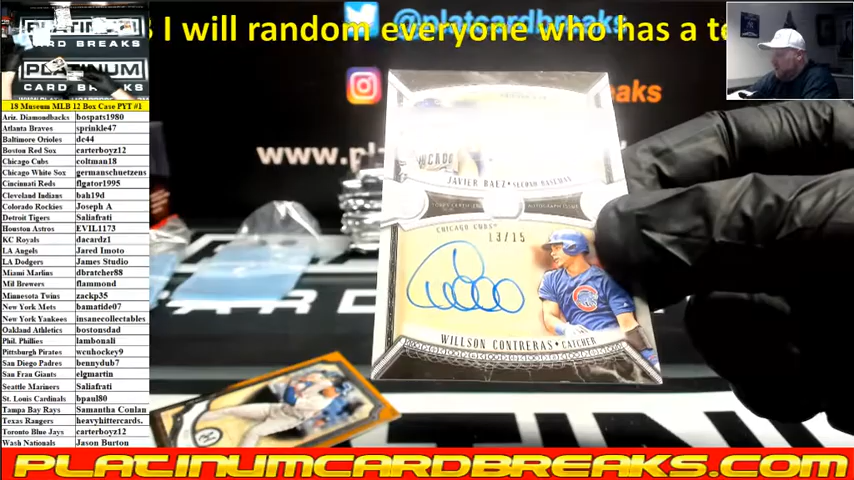 I will random everyone who has a te
@platcardbreaks
CARD BREAKS
PLATINUM
CARD BREAKS
18 Museum MLB 12 Box Case PYT #1
Ariz. Diamondbacks bospats1980
Atlanta Braves sprinkle47
Baltimore Orioles dc44
Boston Red Sox carterboyz12
Chicago Cubs coltman18
Chicago White Sox germanschuetzens
Cincinnati Reds flgator1995
Cleveland Indians bah19d
Colorado Rockies Joseph A
Detroit Tigers Saliafrati
Houston Astros EVIL1173
KC Royals dacardz1
LA Angels Jared Imoto
LA Dodgers James Studio
Miami Marlins dbratcher88
Mil Brewers flammond
Minnesota Twins zackp35
New York Mets bamatide07
New York Yankees insanecollectables
Oakland Athletics bostonsdad
Phil. Phillies lambonali
Pittsburgh Pirates wcuhockey9
San Diego Padres bennydub7
San Fran Giants elgmartin
Seattle Mariners Saliafrati
St. Louis Cardinals bpaul80
Tampa Bay Rays Samantha Conlan
Texas Rangers heavyhittercards.
Toronto Blue Jays carterboyz12
Wash Nationals Jason Burton
www.p
JAVIER BAEZ • SECOND BASEMAN
CHICAGO CUBS
13/15
WILLSON CONTRERAS • CATCHER
PLATINUMCARDBREAKS.COM